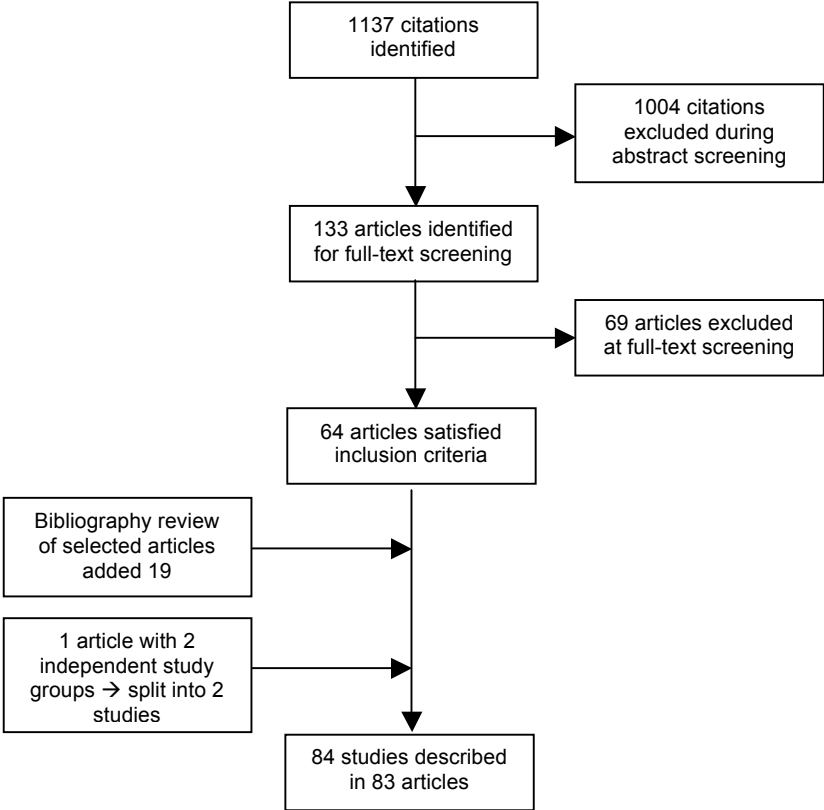 1137 citations
identified
1004 citations
excluded during
abstract screening
133 articles identified
for full-text screening
69 articles excluded
at full-text screening
64 articles satisfied
inclusion criteria
Bibliography review
of selected articles
added 19
1 article with 2
independent study
groups → split into 2
studies
84 studies described
in 83 articles